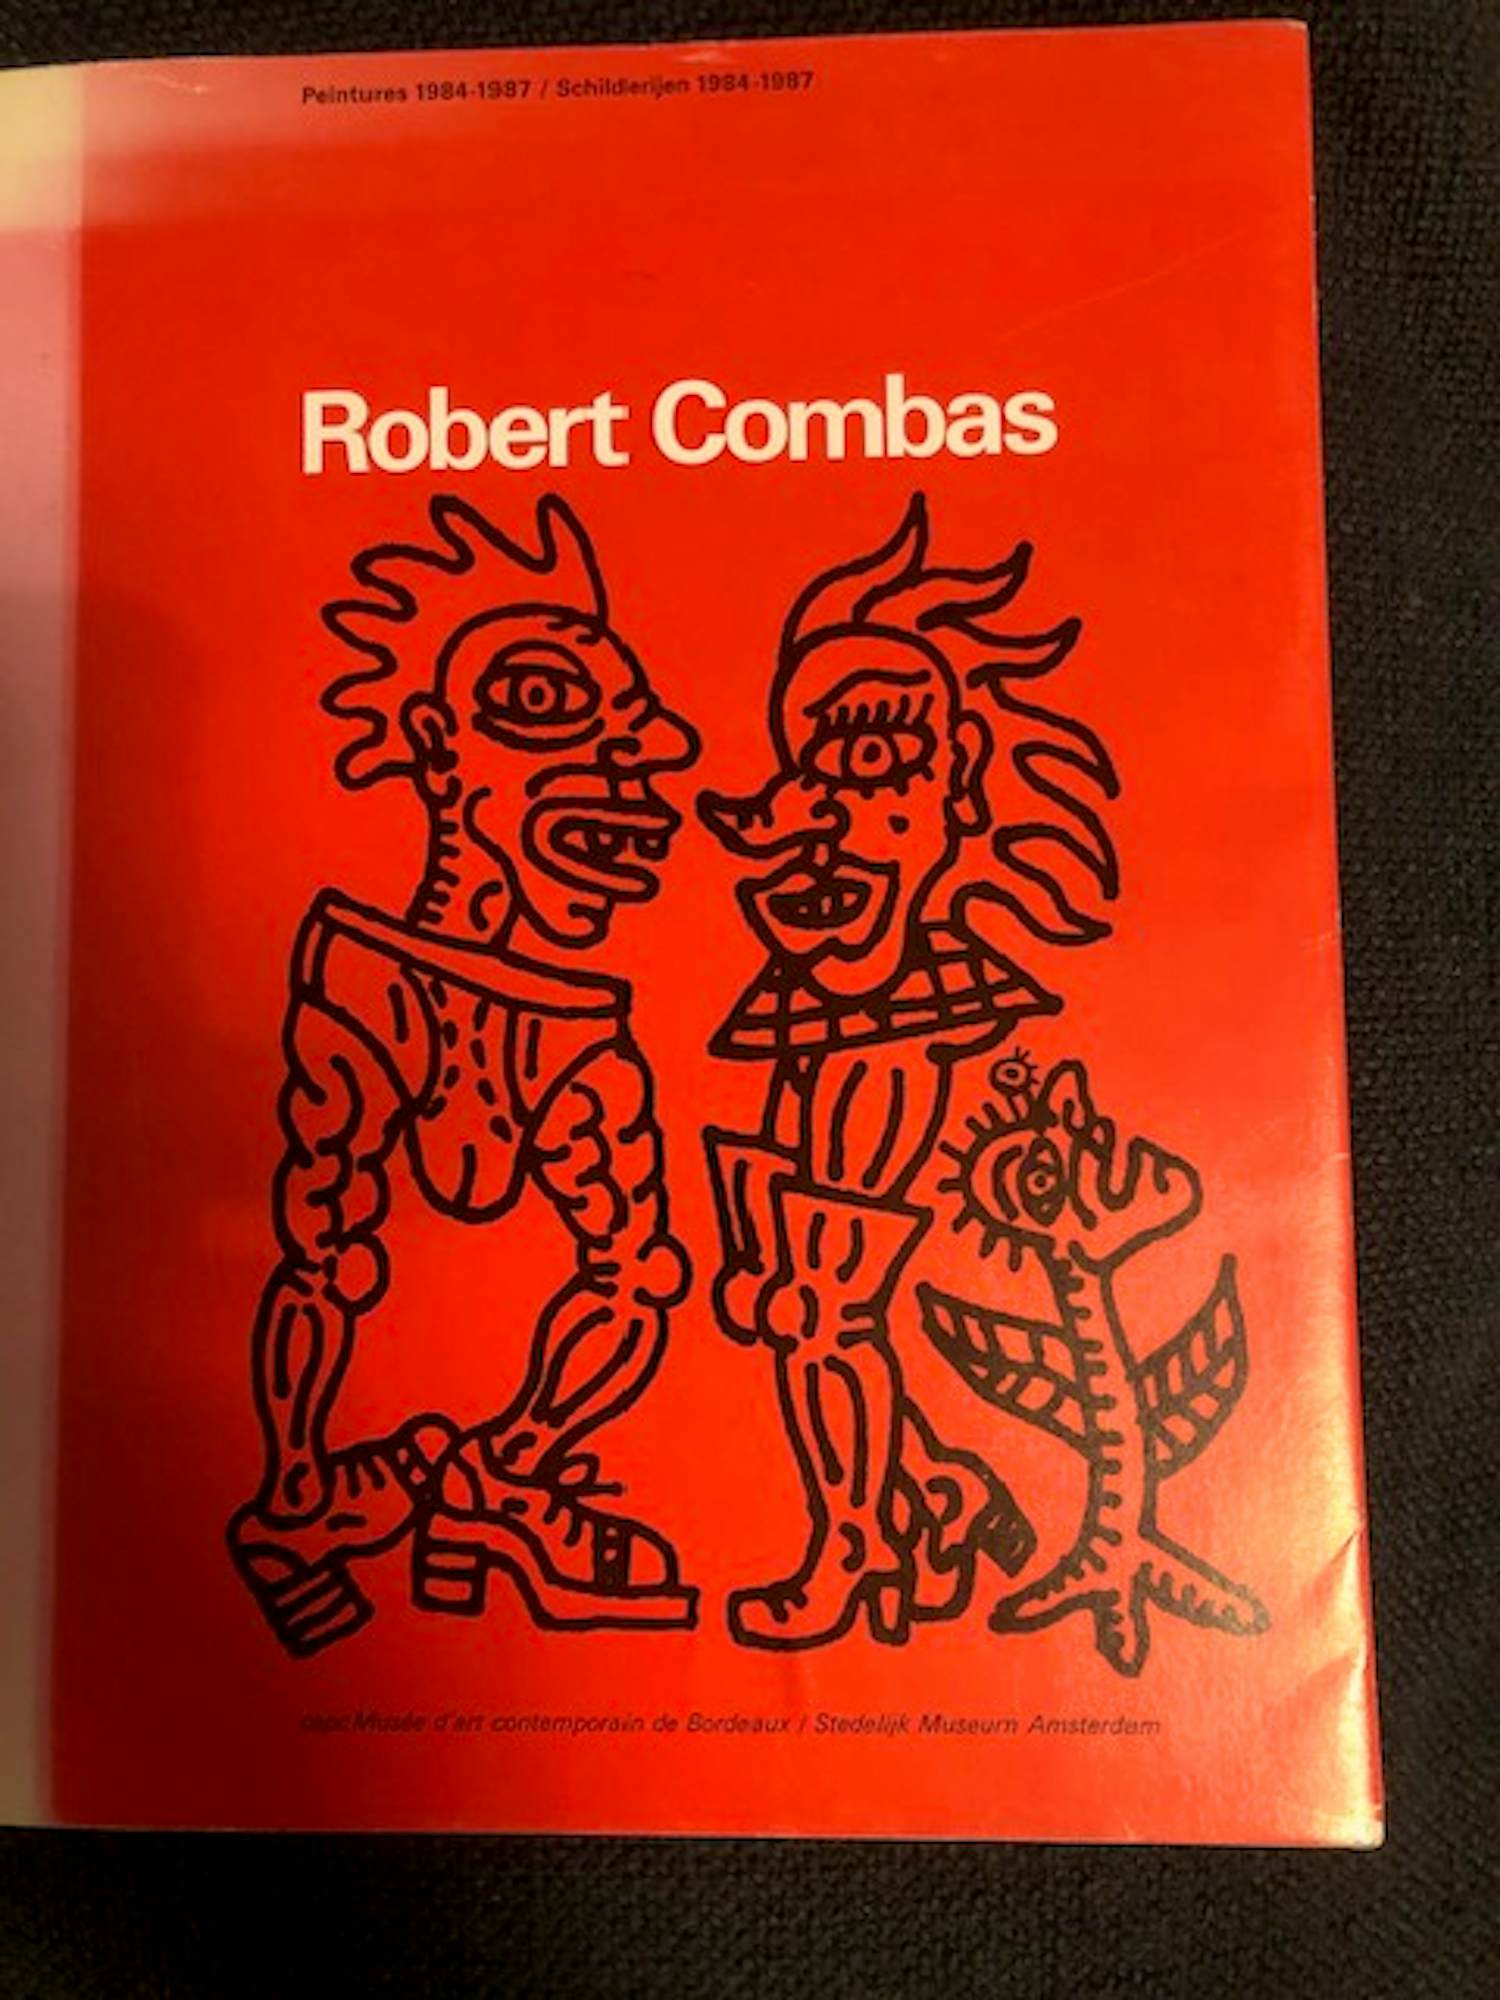 Peintures 1984-1987 / Schilderijen 1984-1987
Robert Combas
capc Musée d'art contemporain de Bordeaux / Stedelijk Museum Amsterdam